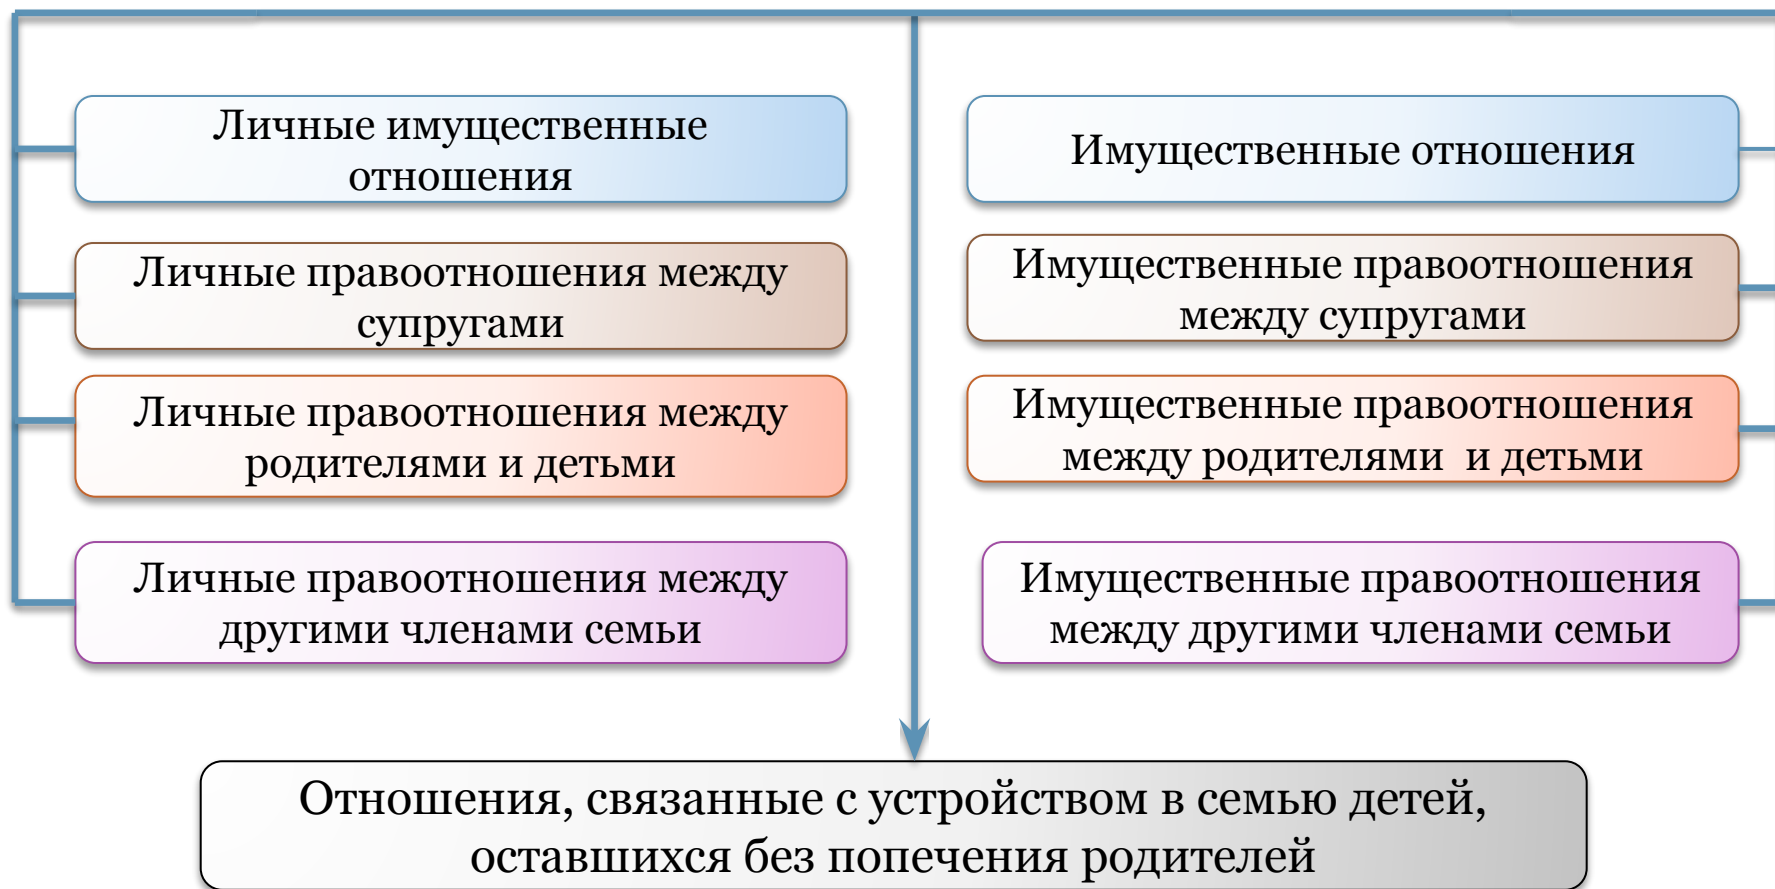 Личные имущественные
отношения
Личные правоотношения между
супругами
Личные правоотношения между
родителями и детьми
Личные правоотношения между
другими членами семьи
Имущественные отношения
Имущественные правоотношения
между супругами
Имущественные правоотношения
между родителями  и детьми
Имущественные правоотношения
между другими членами семьи
Отношения, связанные с устройством в семью детей,
оставшихся без попечения родителей